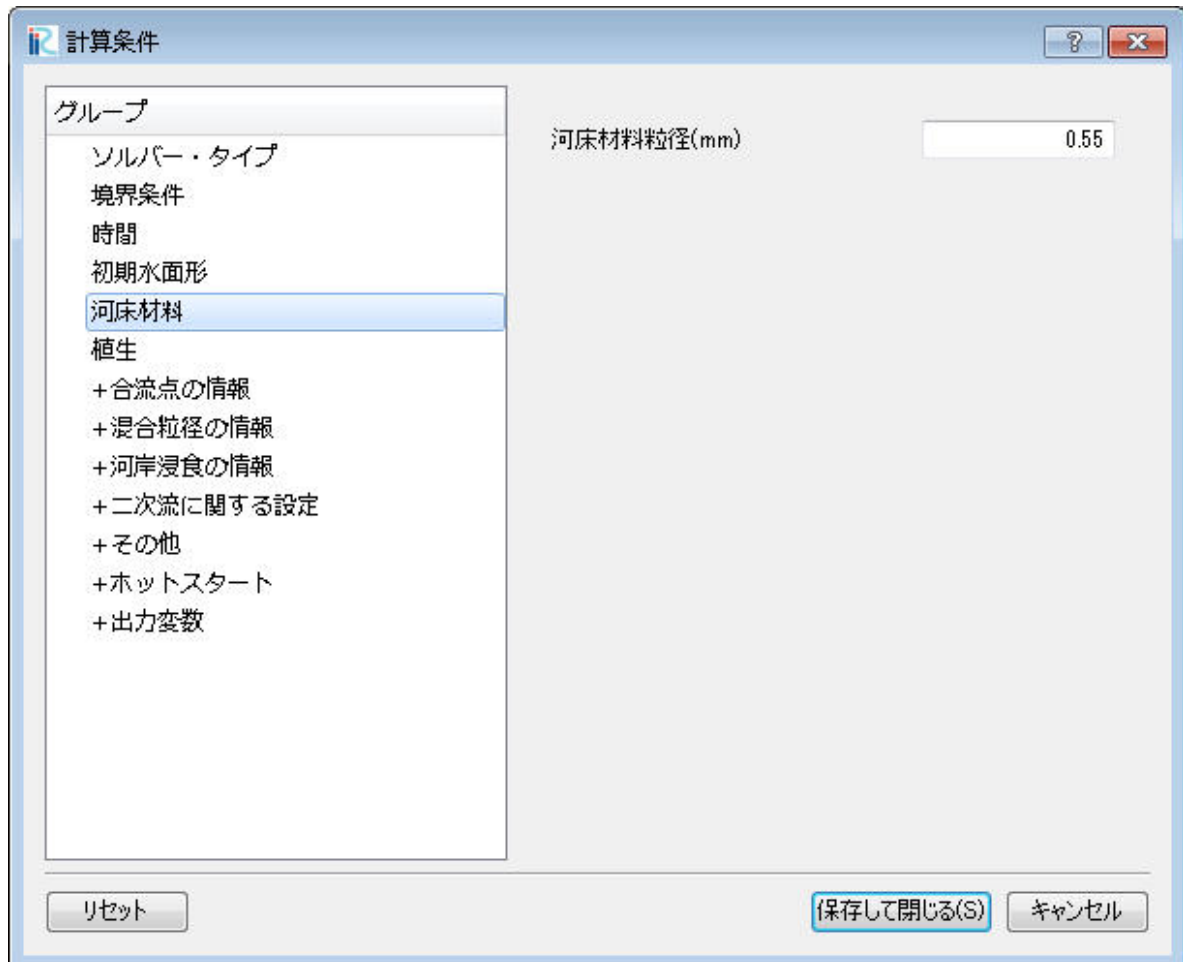 iR 計算条件
グループ
ソルバー・タイプ
境界条件
時間
初期水面形
河床材料
植生
+合流点の情報
+混合粒径の情報
+河岸浸食の情報
+二次流に関する設定
+その他
+ホットスタート
+出力変数
河床材料粒径(mm) 0.55
リセット 保存して閉じる(S) キャンセル